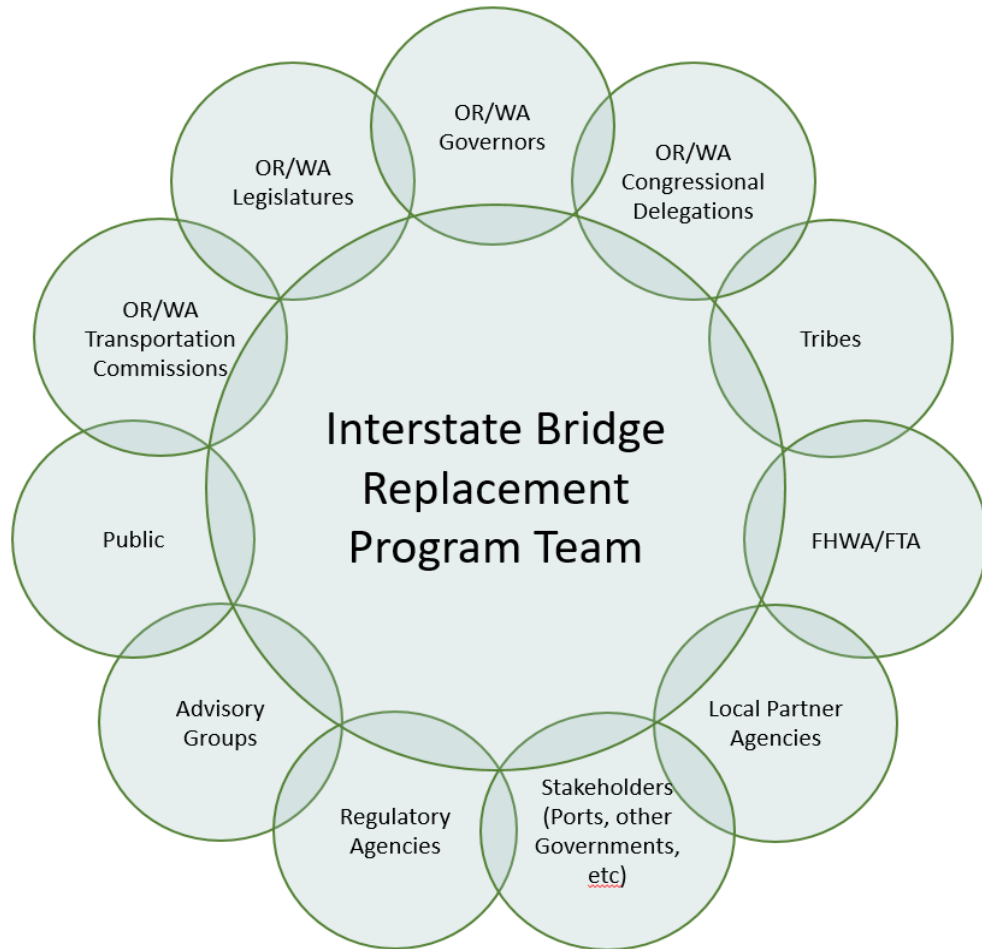 OR/WA
Governors
OR/WA
Legislatures
OR/WA
Congressional
Delegations
OR/WA
Transportation
Commissions
Tribes
Interstate Bridge
Replacement
Program Team
Public
FHWA/FTA
Advisory
Groups
Local Partner
Agencies
Regulatory
Agencies
Stakeholders
(Ports, other
Governments,
etc)